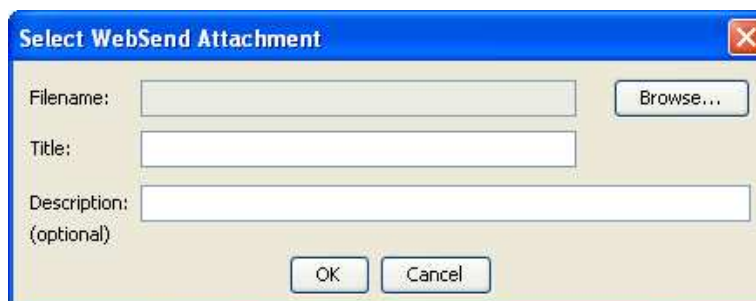 Select WebSend Attachment
Filename: Browse...
Title:
Description:
(optional)
OK Cancel